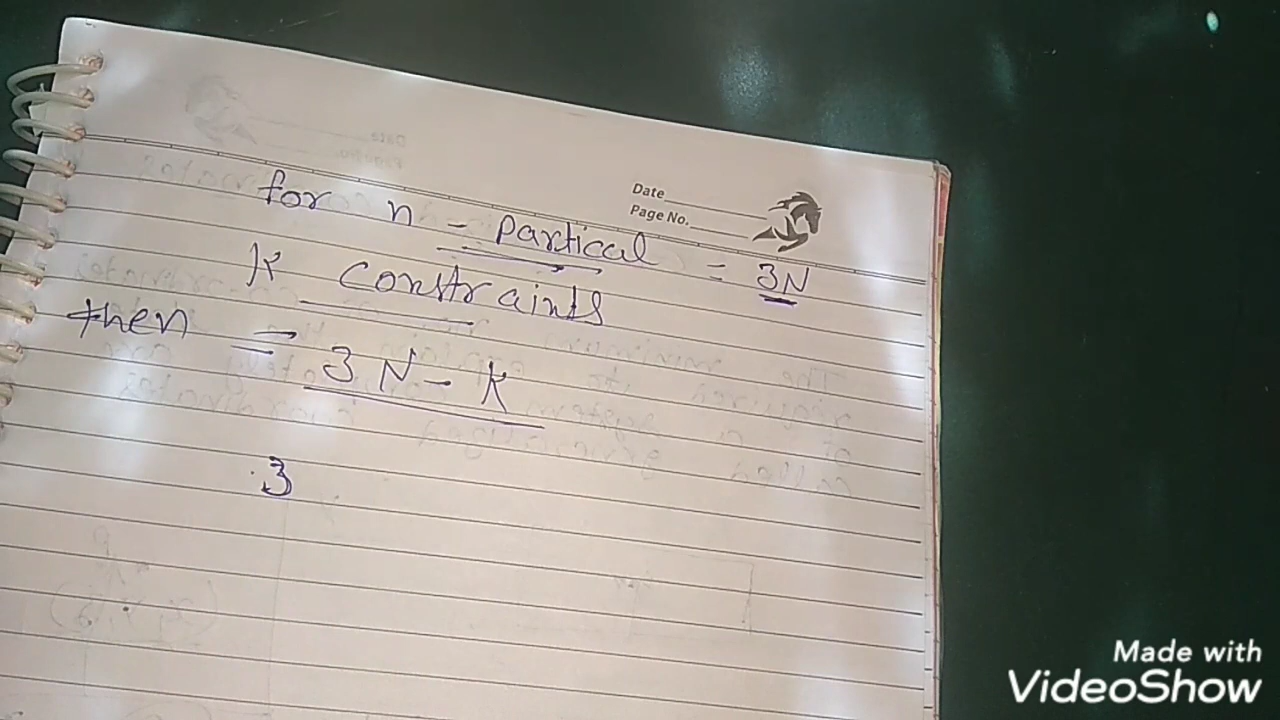 Date
Page No.
for n - partical = 3N
k constraints
then = 3N - k
3
Made with
VideoShow